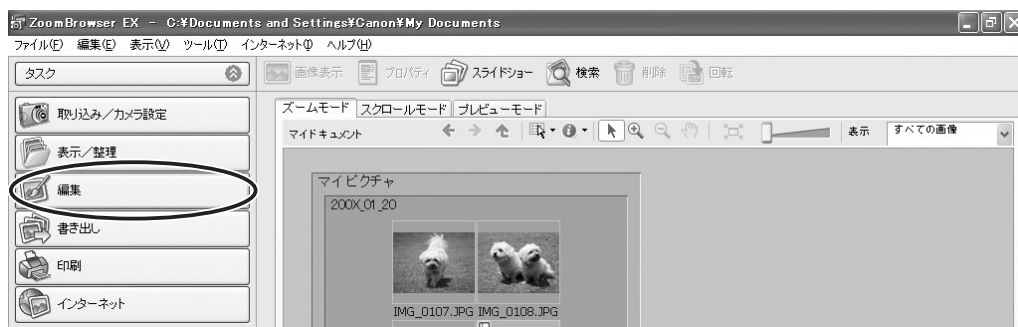 ZoomBrowser EX － C:¥Documents and Settings¥Canon¥My Documents
ファイル(F) 編集(E) 表示(V) ツール(T) インターネット(I) ヘルプ(H)
タスク 画像表示 プロパティ スライドショー 検索 削除 回転
取り込み／カメラ設定
表示／整理
編集
書き出し
印刷
インターネット
ズームモード スクロールモード プレビューモード
マイドキュメント 表示 すべての画像
マイピクチャ
200X_01_20
IMG_0107.JPG IMG_0108.JPG